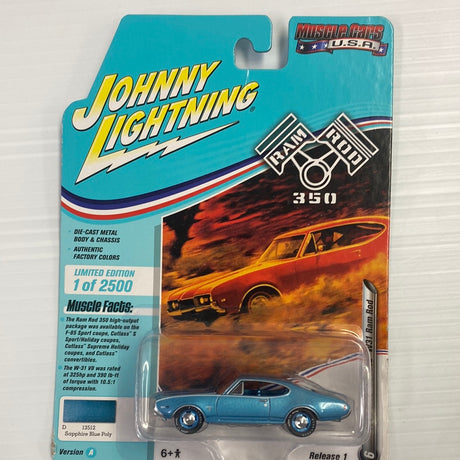 Muscle Cars
U.S.A.
JOHNNY
LIGHTNING
RAM ROD
350
• DIE-CAST METAL
BODY & CHASSIS
• AUTHENTIC
FACTORY COLORS
LIMITED EDITION
1 of 2500
Muscle Facts:
• The Ram Rod 350 high-output
package was available on the
F-85 Sport coupe, Cutlass S
Sport/Holiday coupes,
Cutlass Supreme Holiday
coupes, and Cutlass
convertibles.
• The W-31 V8 was rated
at 325hp and 390 lb-ft
of torque with 10.5:1
compression.
D 13512
Sapphire Blue Poly
Version A
6+
Release 1
W31 Ram Rod